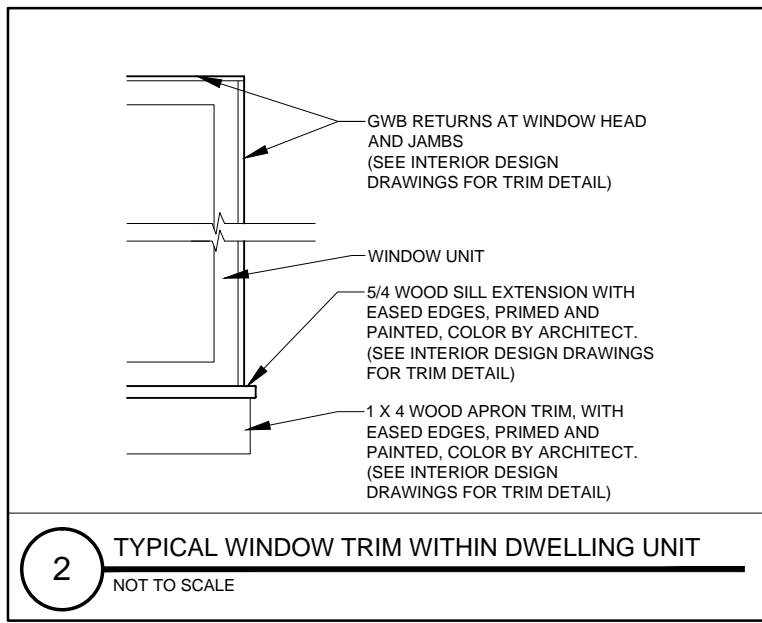 GWB RETURNS AT WINDOW HEAD
AND JAMBS
(SEE INTERIOR DESIGN
DRAWINGS FOR TRIM DETAIL)
WINDOW UNIT
5/4 WOOD SILL EXTENSION WITH
EASED EDGES, PRIMED AND
PAINTED, COLOR BY ARCHITECT.
(SEE INTERIOR DESIGN DRAWINGS
FOR TRIM DETAIL)
1 X 4 WOOD APRON TRIM, WITH
EASED EDGES, PRIMED AND
PAINTED, COLOR BY ARCHITECT.
(SEE INTERIOR DESIGN
DRAWINGS FOR TRIM DETAIL)
2
TYPICAL WINDOW TRIM WITHIN DWELLING UNIT
NOT TO SCALE